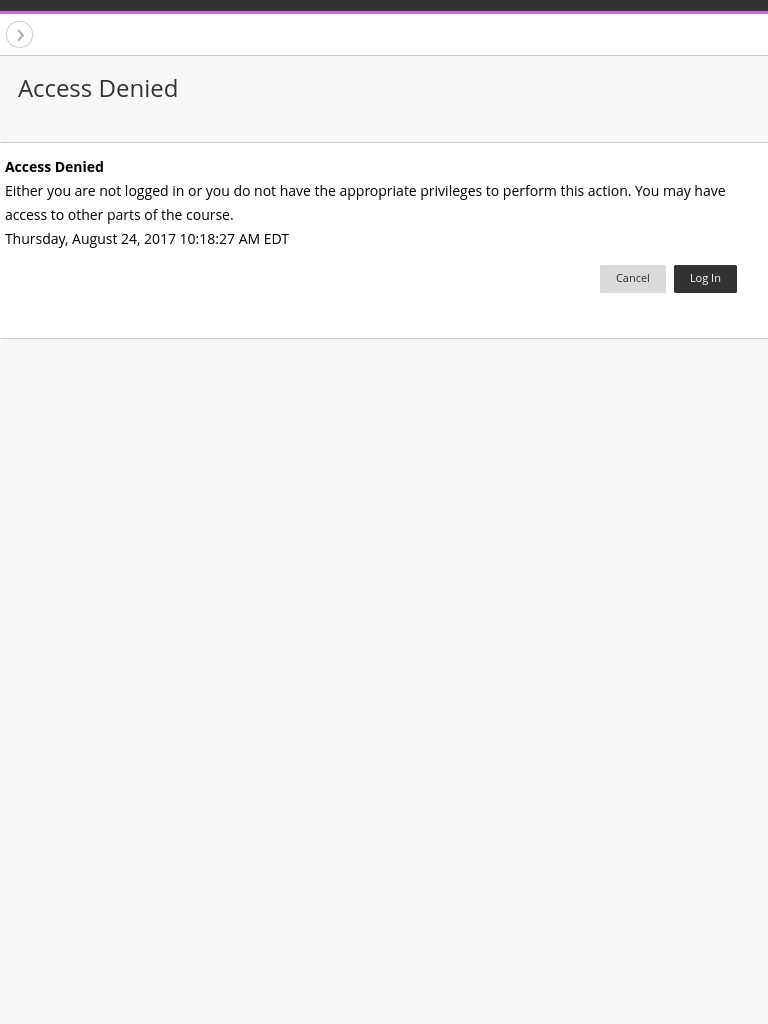 Access Denied
Access Denied
Either you are not logged in or you do not have the appropriate privileges to perform this action. You may have
access to other parts of the course.
Thursday, August 24, 2017 10:18:27 AM EDT
Cancel Log In